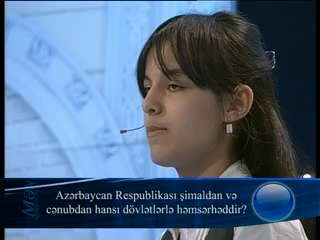 Azərbaycan Respublikası şimaldan və
cənubdan hansı dövlətlərlə həmsərhəddir?